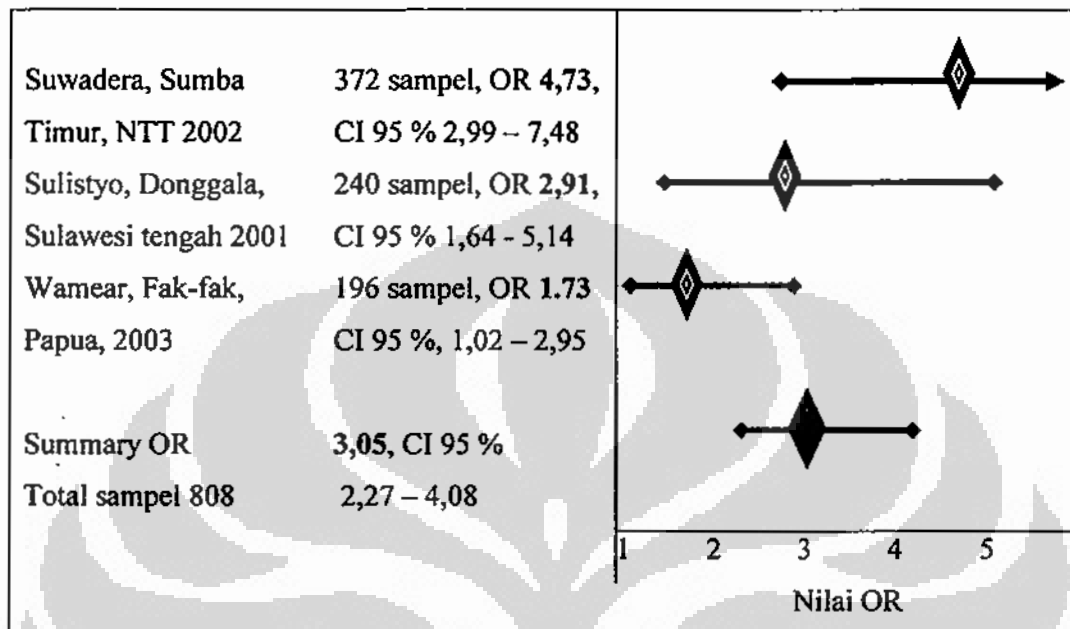 Suwadera, Sumba 372 sampel, OR 4,73,
Timur, NTT 2002 CI 95 % 2,99 – 7,48
Sulistyo, Donggala, 240 sampel, OR 2,91,
Sulawesi tengah 2001 CI 95 % 1,64 - 5,14
Wamear, Fak-fak, 196 sampel, OR 1.73
Papua, 2003 CI 95 %, 1,02 – 2,95
Summary OR 3,05, CI 95 %
Total sampel 808 2,27 – 4,08
1 2 3 4 5
Nilai OR